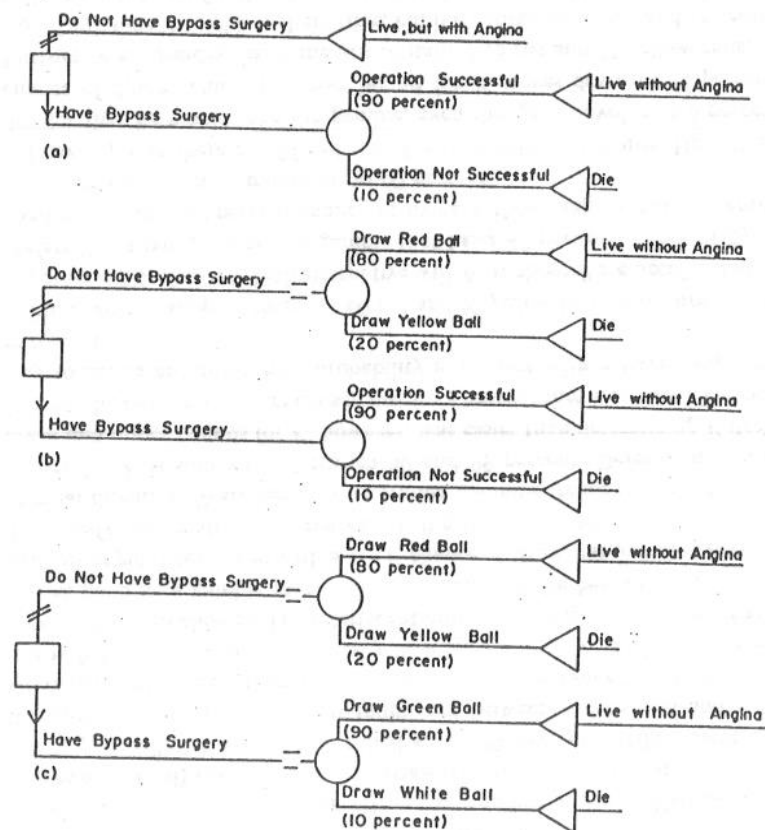 Do Not Have Bypass Surgery
Live, but with Angina
Operation Successful
(90 percent)
Live without Angina
Have Bypass Surgery
(a)
Operation Not Successful
(10 percent)
Die
Draw Red Ball
(80 percent)
Live without Angina
Do Not Have Bypass Surgery
Draw Yellow Ball
(20 percent)
Die
Operation Successful
(90 percent)
Live without Angina
Have Bypass Surgery
(b)
Operation Not Successful
(10 percent)
Die
Draw Red Ball
(80 percent)
Live without Angina
Do Not Have Bypass Surgery
Draw Yellow Ball
(20 percent)
Die
Draw Green Ball
(90 percent)
Live without Angina
Have Bypass Surgery
(c)
Draw White Ball
(10 percent)
Die